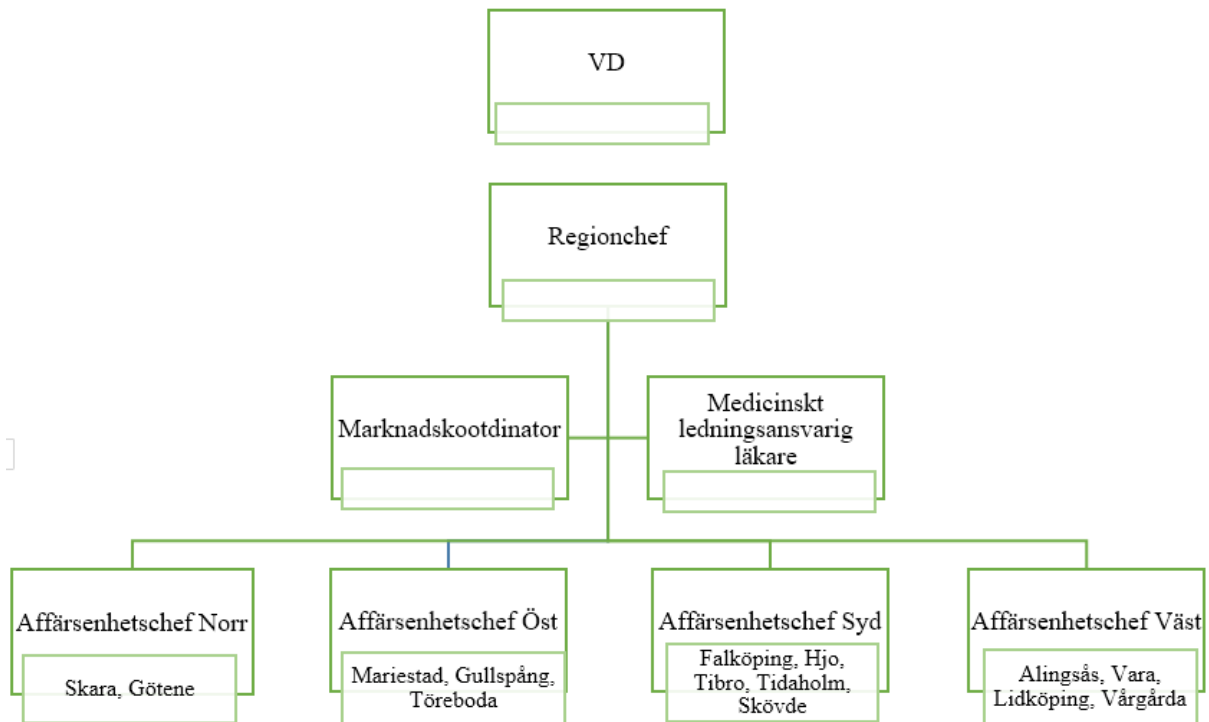 VD
Regionchef
Marknadskootdinator
Medicinskt
ledningsansvarig
läkare
Affärsenhetschef Norr
Skara, Götene
Affärsenhetschef Öst
Mariestad, Gullspång,
Töreboda
Affärsenhetschef Syd
Falköping, Hjo,
Tibro, Tidaholm,
Skövde
Affärsenhetschef Väst
Alingsås, Vara,
Lidköping, Vårgårda